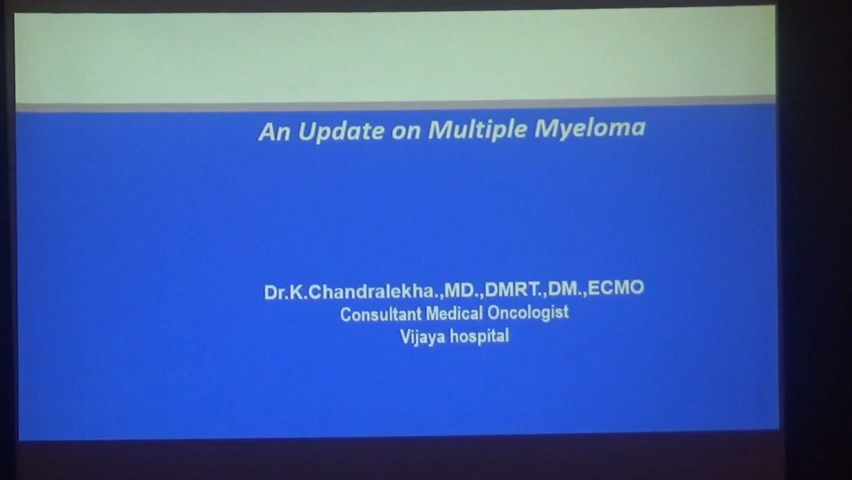 An Update on Multiple Myeloma
Dr.K.Chandralekha.,MD.,DMRT.,DM.,ECMO
Consultant Medical Oncologist
Vijaya hospital